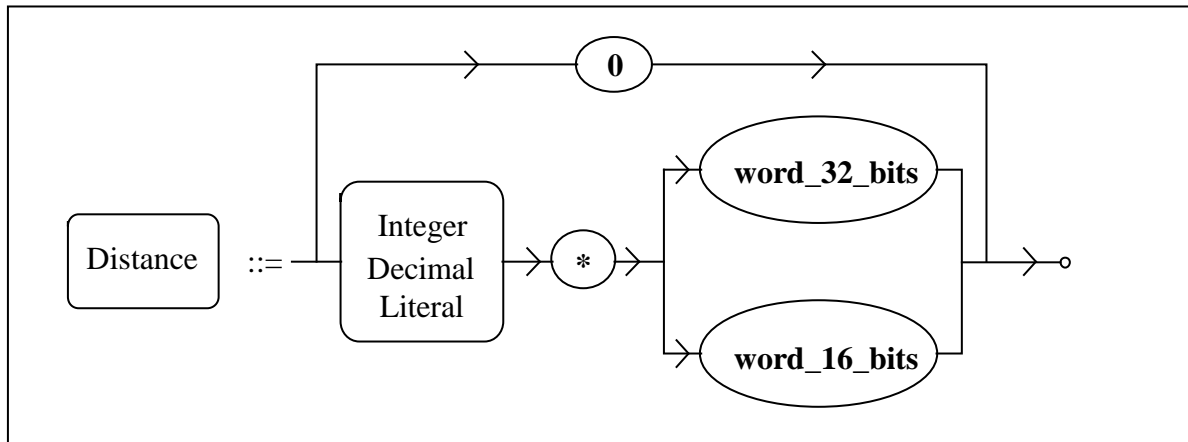 0
word_32_bits
Distance
::=
Integer
Decimal
Literal
*
word_16_bits